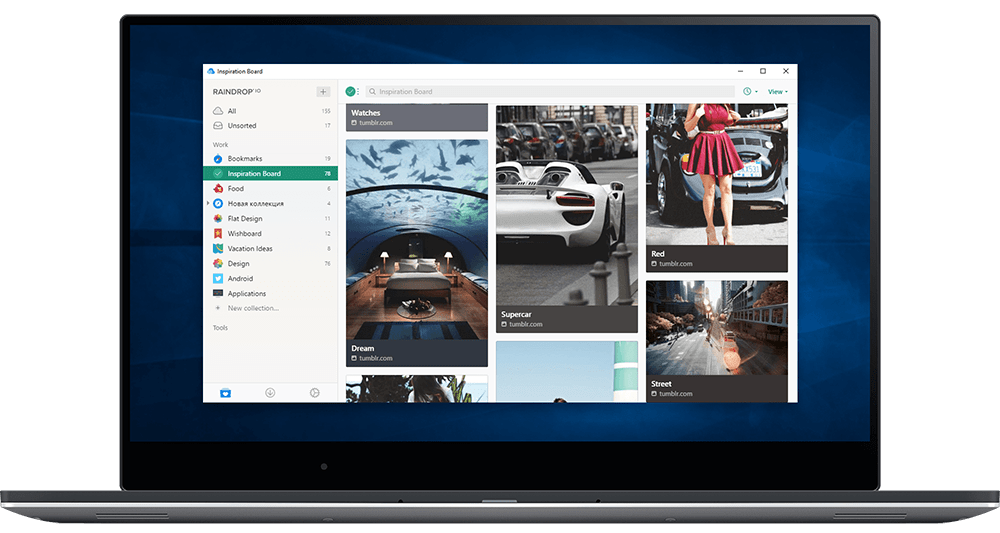 Inspiration Board
RAINDROP.IO
All 155
Unsorted 17
Work
Bookmarks 19
Inspiration Board 78
Food 8
Новая коллекция 4
Flat Design 11
Wishboard 12
Vacation Ideas 8
Design 76
Android
Applications
New collection...
Tools
Inspiration Board
View
Watches
tumblr.com
Dream
tumblr.com
Supercar
tumblr.com
Red
tumblr.com
Street
tumblr.com